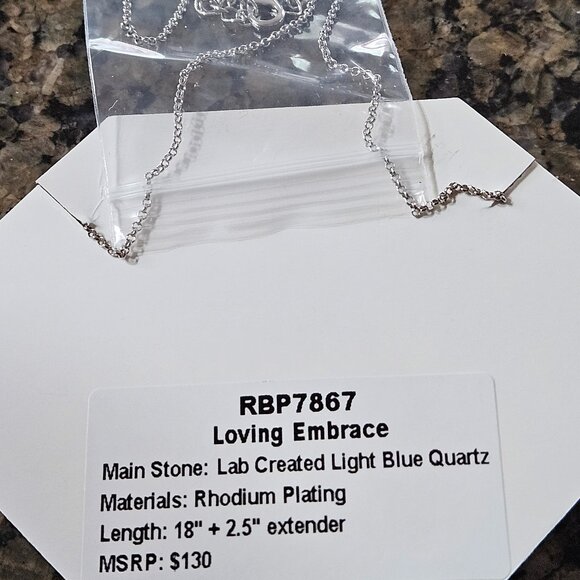 RBP7867
Loving Embrace
Main Stone: Lab Created Light Blue Quartz
Materials: Rhodium Plating
Length: 18" + 2.5" extender
MSRP: $130